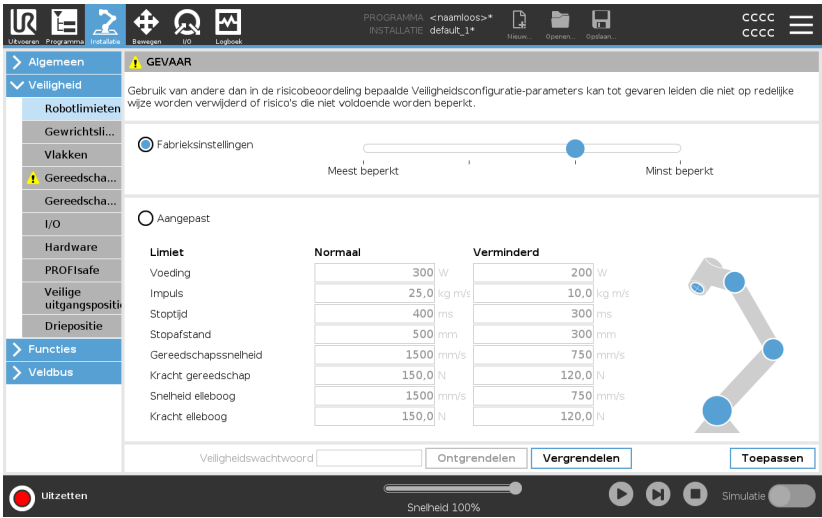 UR
PROGRAMMA <naamloos>*
INSTALLATIE default_1*
cccc
cccc
Uitvoeren Programma Installatie Bewegen I/O Logboek Nieuw... Openen... Opslaan...
Algemeen
Veiligheid
Robotlimieten
Gewrichtsli...
Vlakken
Gereedscha...
Gereedscha...
I/O
Hardware
PROFIsafe
Veilige
uitgangspositi
Driepositie
Functies
Veldbus
GEVAAR
Gebruik van andere dan in de risicobeoordeling bepaalde Veiligheidsconfiguratie-parameters kan tot gevaren leiden die niet op redelijke
wijze worden verwijderd of risico's die niet voldoende worden beperkt.
Fabrieksinstellingen
Meest beperkt Minst beperkt
Aangepast
Limiet Normaal Verminderd
Voeding 300 W 200 W
Impuls 25,0 kg m/s 10,0 kg m/s
Stoptijd 400 ms 300 ms
Stopafstand 500 mm 300 mm
Gereedschapssnelheid 1500 mm/s 750 mm/s
Kracht gereedschap 150,0 N 120,0 N
Snelheid elleboog 1500 mm/s 750 mm/s
Kracht elleboog 150,0 N 120,0 N
Veiligheidswachtwoord Ontgrendelen Vergrendelen Toepassen
Uitzetten
Snelheid 100%
Simulatie